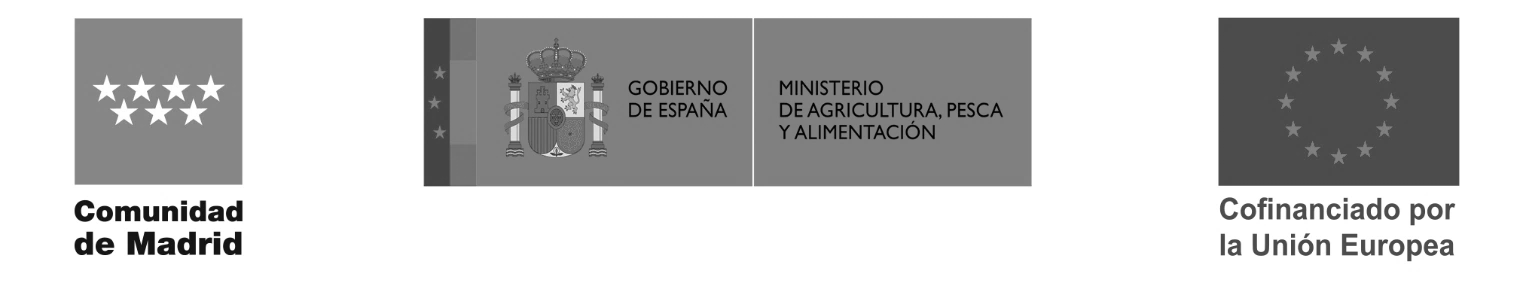 Comunidad
de Madrid
GOBIERNO
DE ESPAÑA
MINISTERIO
DE AGRICULTURA, PESCA
Y ALIMENTACIÓN
Cofinanciado por
la Unión Europea